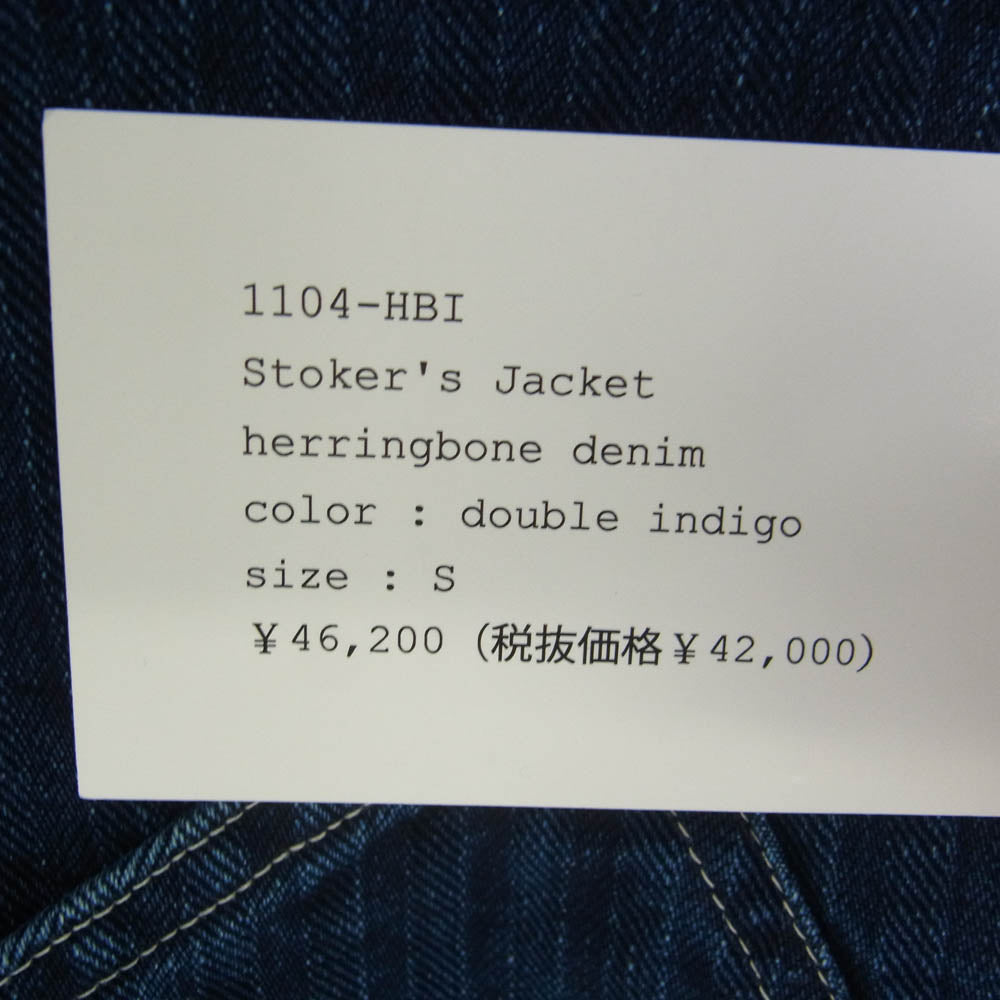 1104-HBI
Stoker's Jacket
herringbone denim
color : double indigo
size : S
¥46,200 (税抜価格¥42,000)